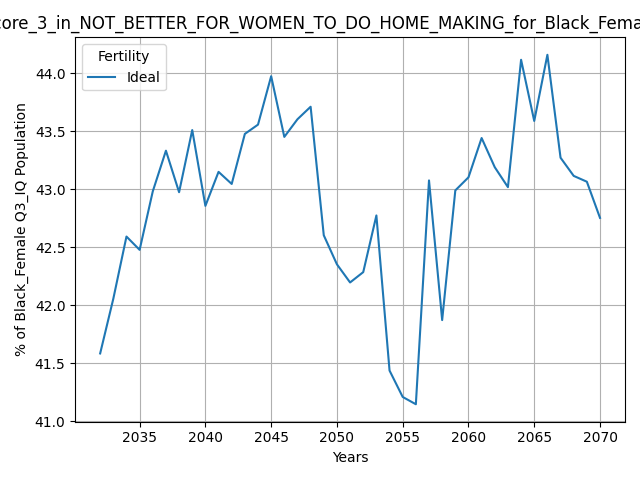 core_3_in_NOT_BETTER_FOR_WOMEN_TO_DO_HOME_MAKING_for_Black_Fema
Fertility
Ideal
% of Black_Female Q3_IQ Population
44.0
43.5
43.0
42.5
42.0
41.5
41.0
2035 2040 2045 2050 2055 2060 2065 2070
Years